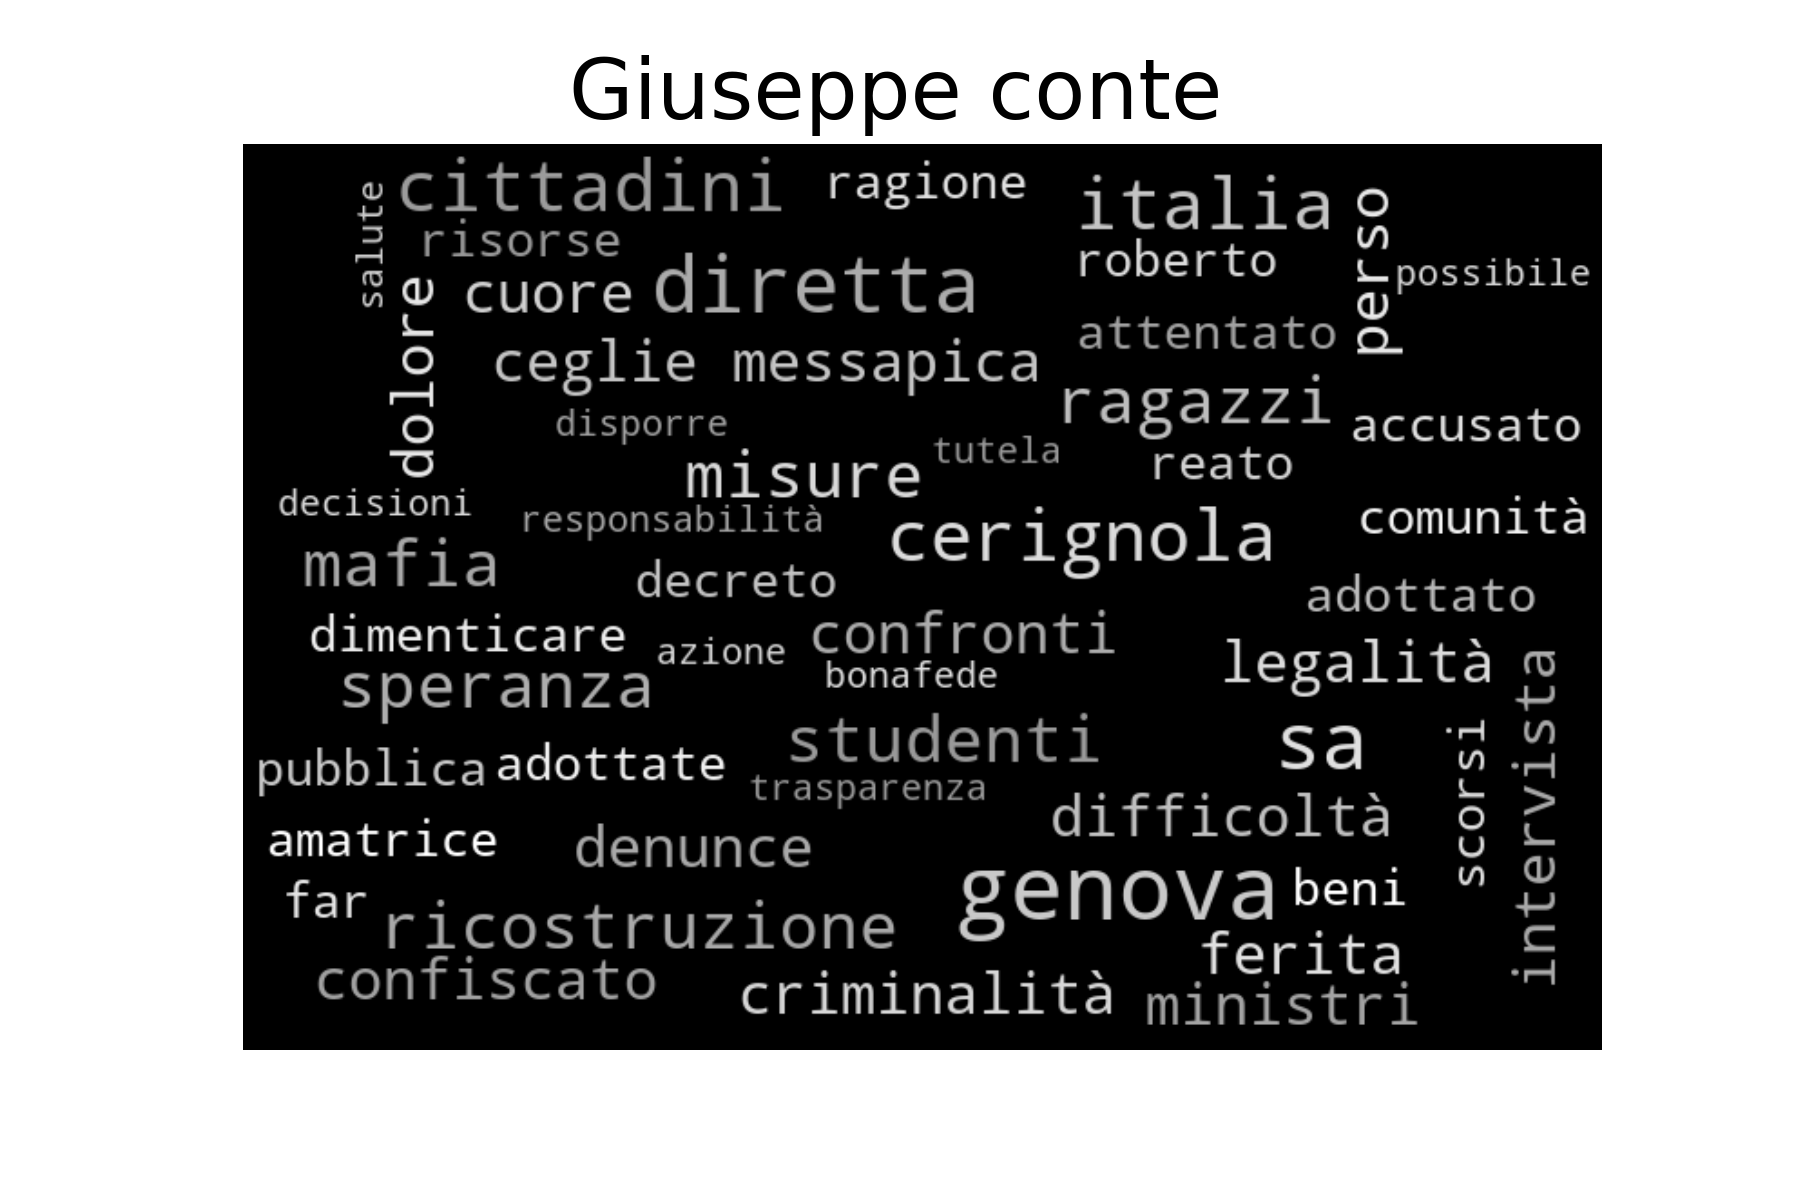 Giuseppe conte
salute
cittadini
ragione
italia
perso
risorse
roberto
possibile
dolore
cuore
diretta
attentato
ceglie messapica
ragazzi
accusato
disporre
tutela
misure
reato
decisioni
responsabilità
cerignola
comunità
mafia
decreto
adottato
dimenticare
azione
confronti
legalità
intervista
speranza
bonafede
studenti
sa
scorsi
pubblica
adottate
trasparenza
difficoltà
amatrice
denunce
genova
beni
far
ricostruzione
ferita
confiscato
criminalità
ministri